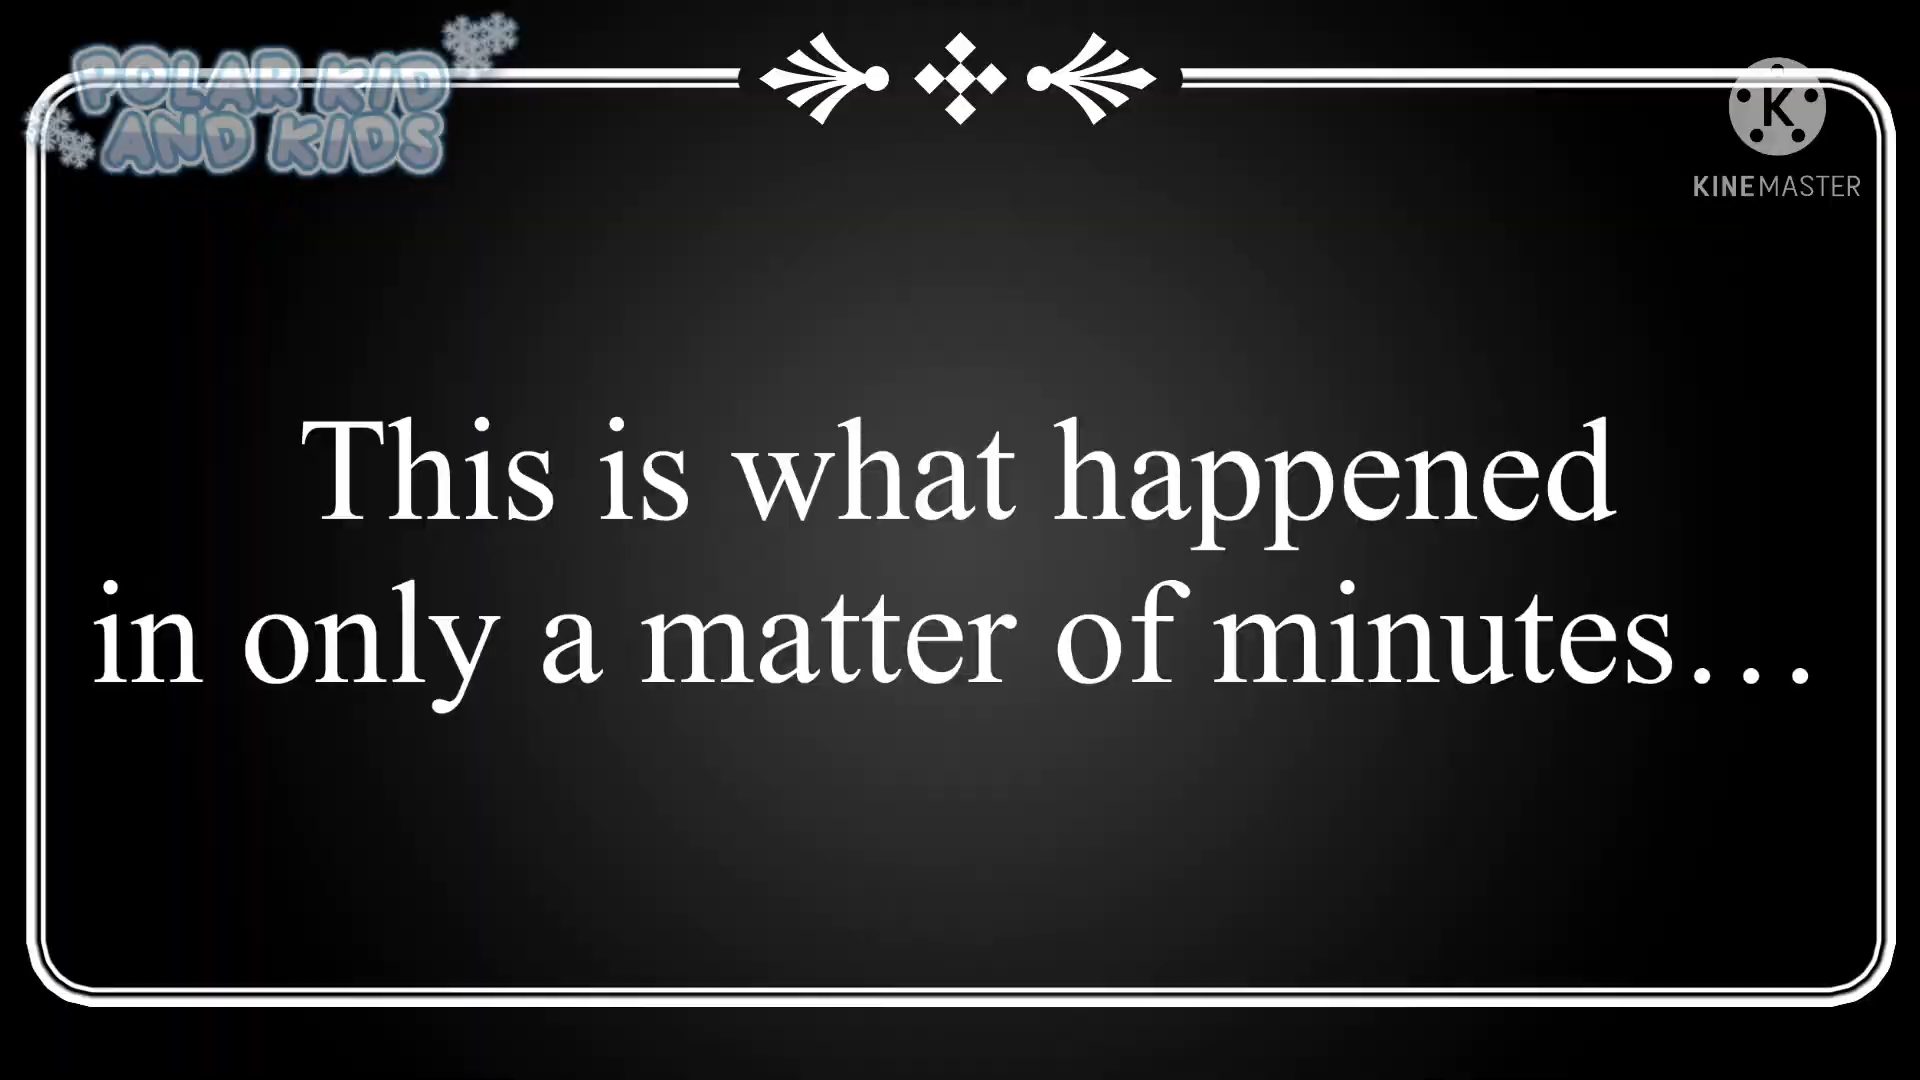 POLAR KID
AND KIDS
K
KINEMASTER
This is what happened
in only a matter of minutes...